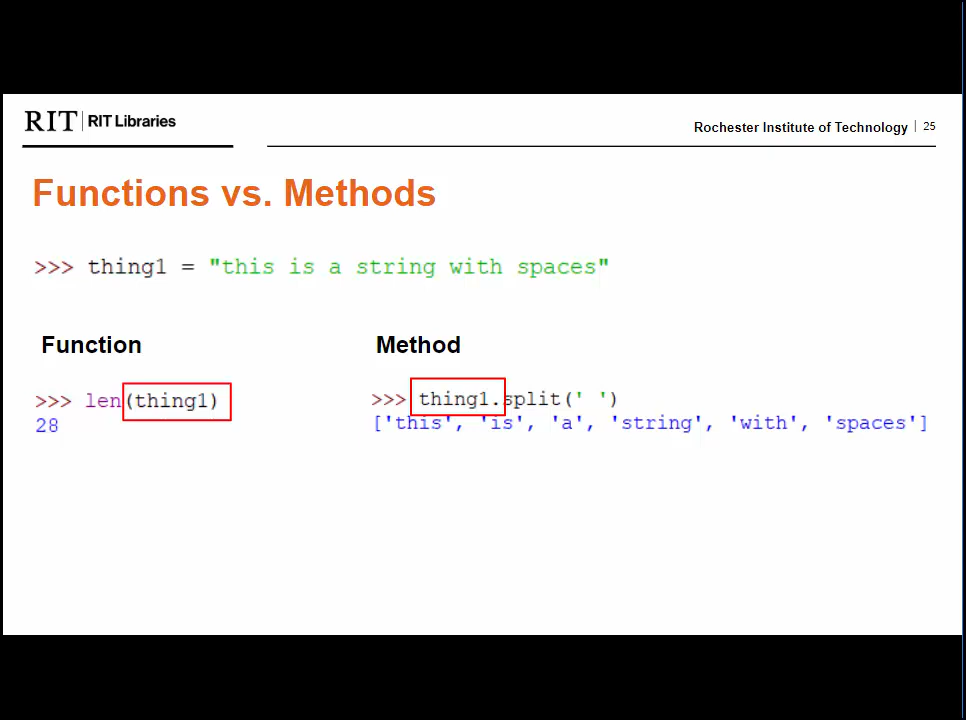 RIT | RIT Libraries
Rochester Institute of Technology | 25
Functions vs. Methods
>>> thing1 = "this is a string with spaces"
Function
Method
>>> len(thing1)
28
>>> thing1.split(' ')
['this', 'is', 'a', 'string', 'with', 'spaces']